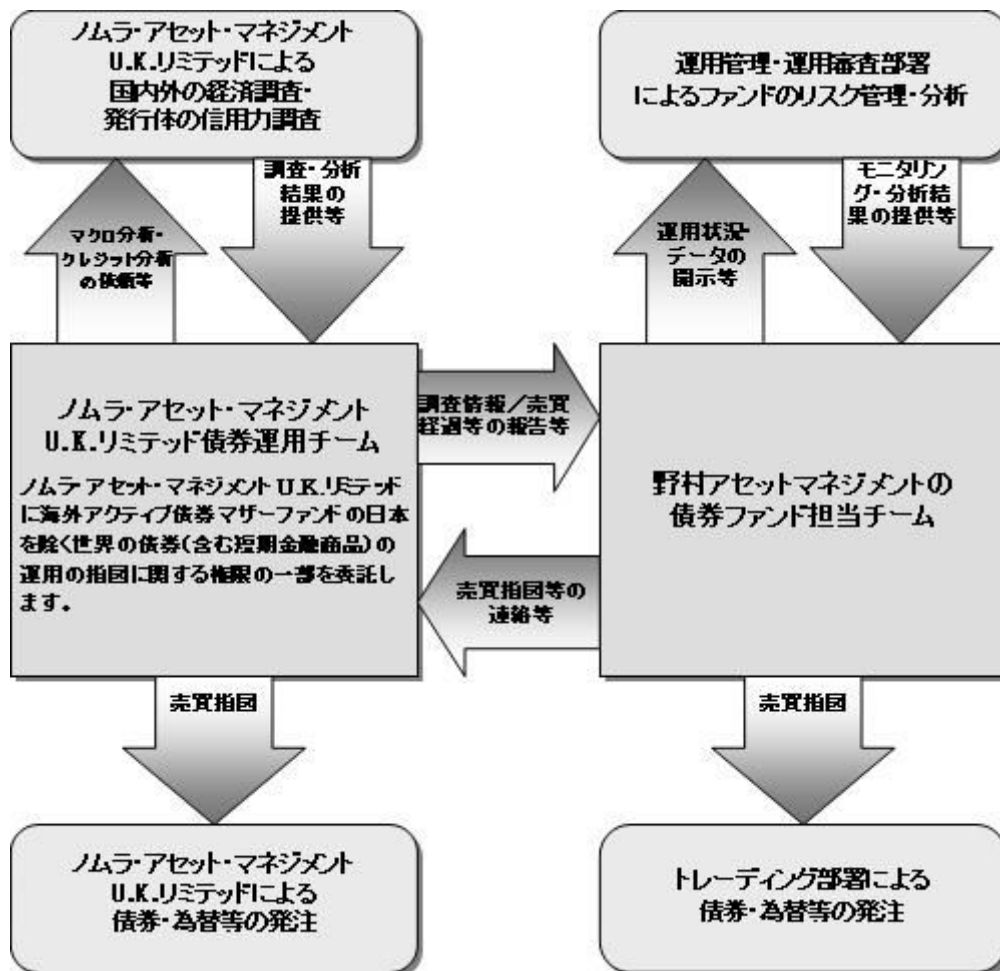 ノムラ・アセット・マネジメント
U.K.リミテッドによる
国内外の経済調査・
発行体の信用力調査
運用管理・運用審査部署
によるファンドのリスク管理・分析
マクロ分析・
クレジット分析
の依頼等
調査・分析
結果の
提供等
運用状況・
データの
開示等
モニタリン
グ・分析結
果の提供等
ノムラ・アセット・マネジメント
U.K.リミテッド債券運用チーム
ノムラ・アセット・マネジメント U.K.リミテッド
に海外アクティブ債券マザーファンドの日本
を除く世界の債券(含む短期金融商品)の
運用の指図に関する権限の一部を委託し
ます。
調査情報／売買
経過等の報告等
売買指図等の
連絡等
野村アセットマネジメントの
債券ファンド担当チーム
売買指図
売買指図
ノムラ・アセット・マネジメント
U.K.リミテッドによる
債券・為替等の発注
トレーディング部署による
債券・為替等の発注